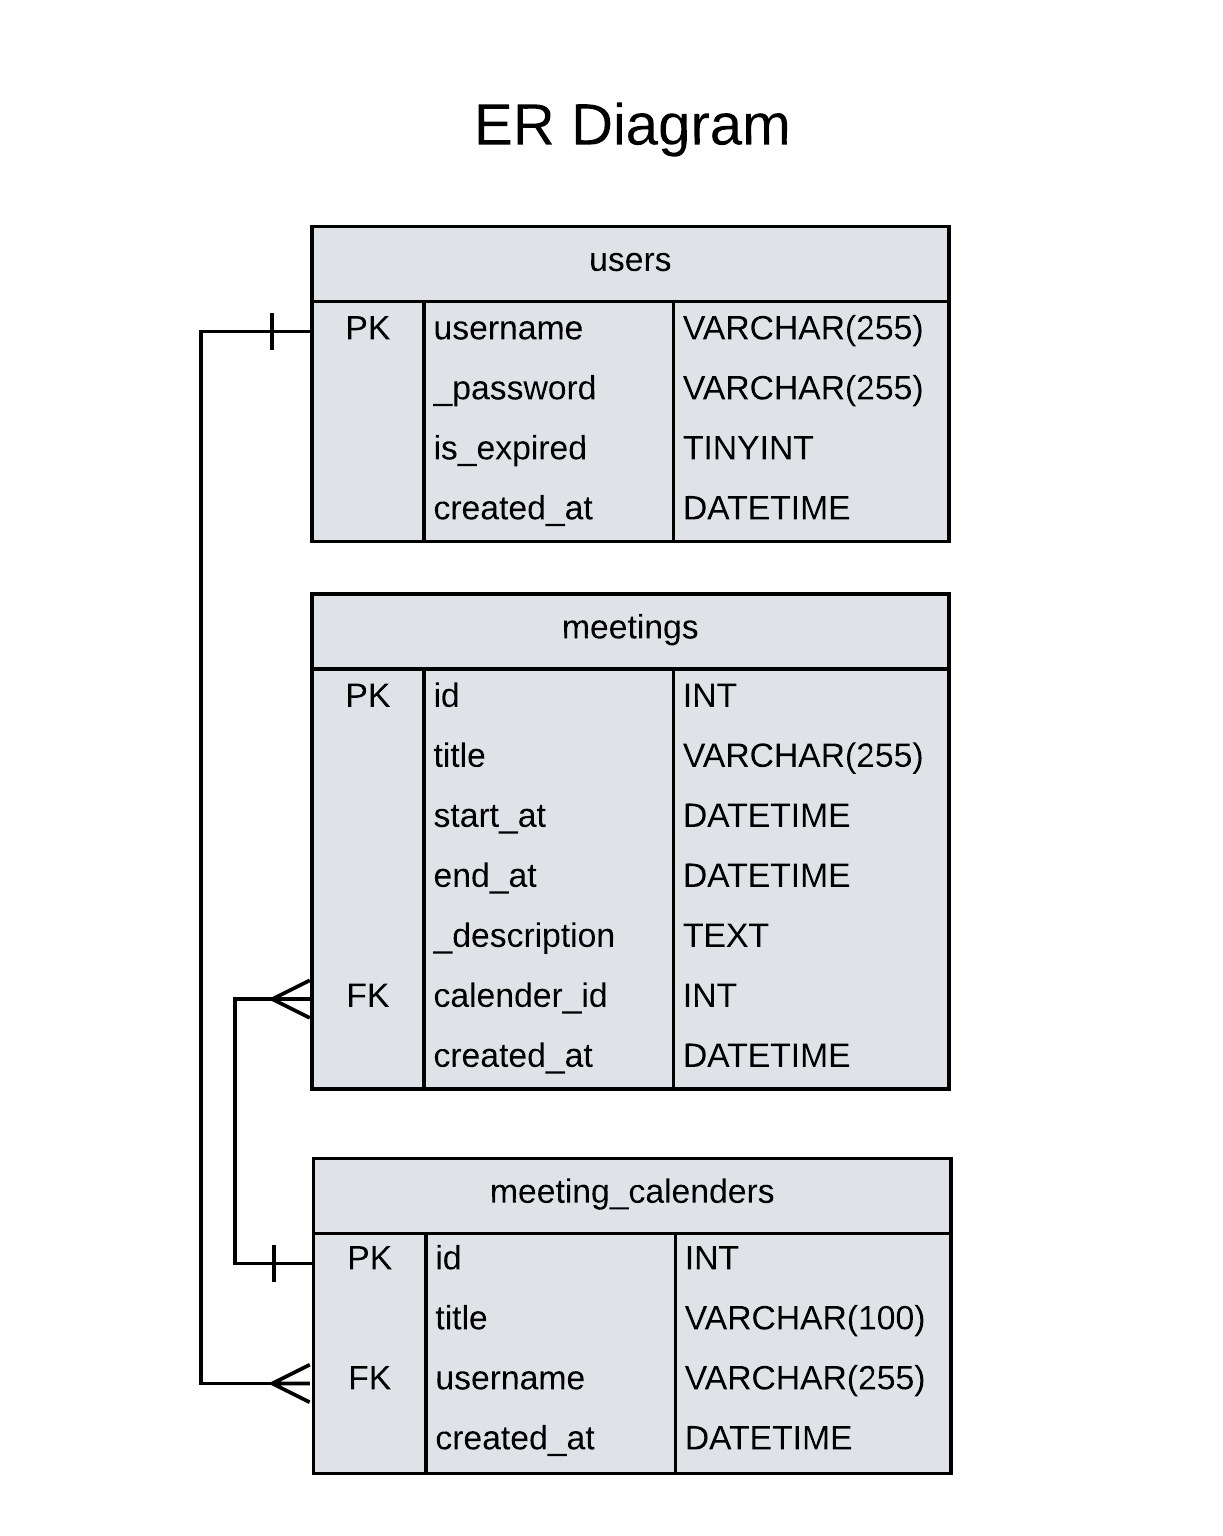 ER Diagram
users
PK username VARCHAR(255)
_password VARCHAR(255)
is_expired TINYINT
created_at DATETIME
meetings
PK id INT
title VARCHAR(255)
start_at DATETIME
end_at DATETIME
_description TEXT
FK calender_id INT
created_at DATETIME
meeting_calenders
PK id INT
title VARCHAR(100)
FK username VARCHAR(255)
created_at DATETIME